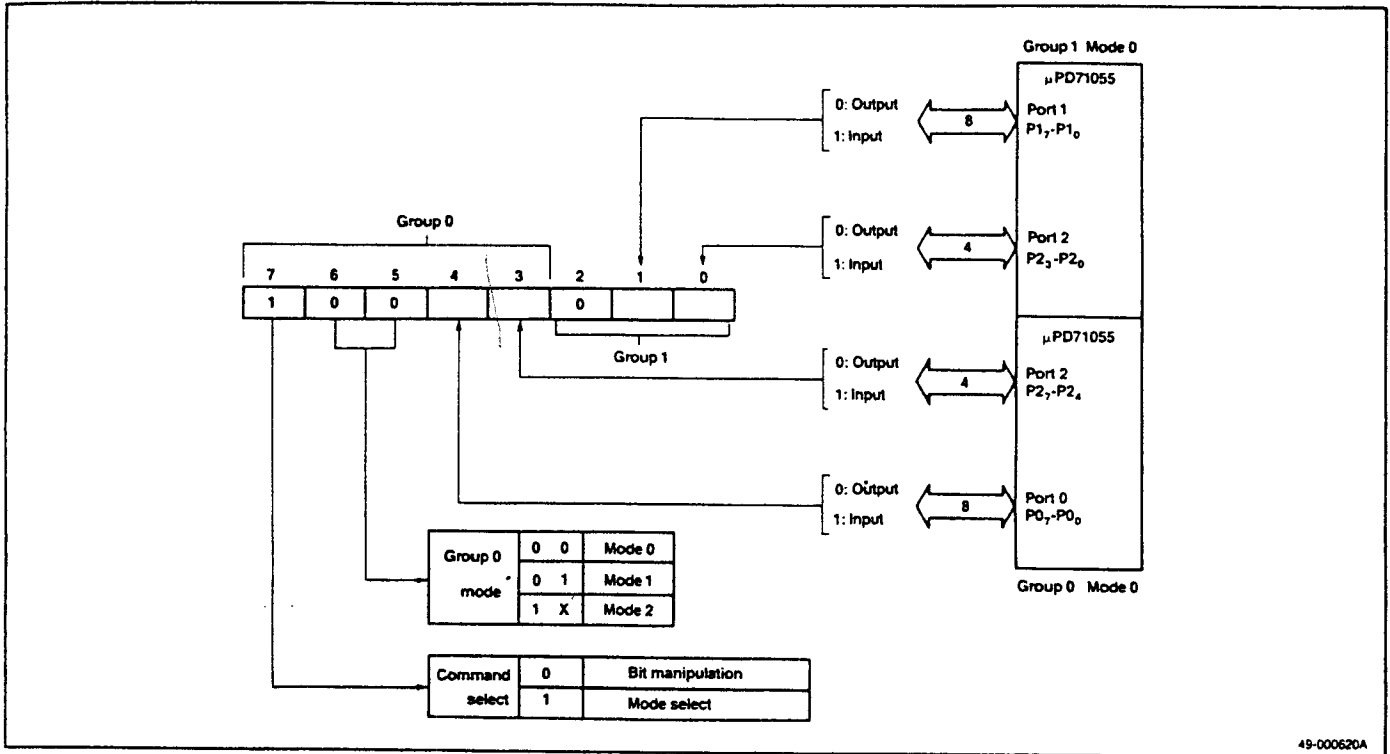 Group 1 Mode 0
μPD71055
0: Output
1: Input
8
Port 1
P1₇-P1₀
0: Output
1: Input
4
Port 2
P2₃-P2₀
Group 0
7 6 5 4 3 2 1 0
1 0 0 0
Group 1
μPD71055
0: Output
1: Input
4
Port 2
P2₇-P2₄
0: Output
1: Input
8
Port 0
P0₇-P0₀
Group 0 Mode 0
Group 0
mode
0 0 Mode 0
0 1 Mode 1
1 X Mode 2
Command
select
0 Bit manipulation
1 Mode select
49-000620A